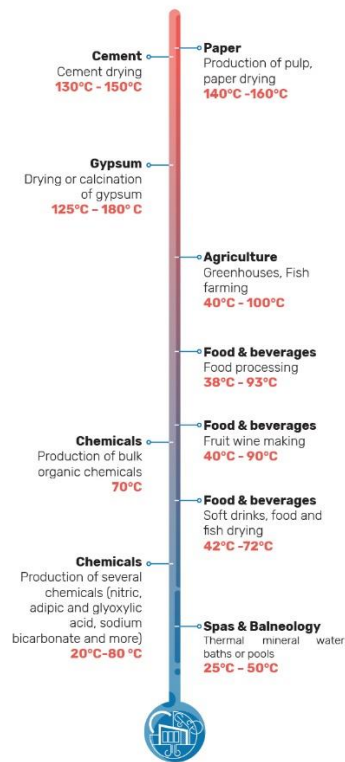 Paper
Production of pulp,
paper drying
140°C -160°C
Cement
Cement drying
130°C - 150°C
Gypsum
Drying or calcination
of gypsum
125°C – 180° C
Agriculture
Greenhouses, Fish
farming
40°C - 100°C
Food & beverages
Food processing
38°C - 93°C
Food & beverages
Fruit wine making
40°C - 90°C
Chemicals
Production of bulk
organic chemicals
70°C
Food & beverages
Soft drinks, food and
fish drying
42°C -72°C
Chemicals
Production of several
chemicals (nitric,
adipic and glyoxylic
acid, sodium
bicarbonate and more)
20°C-80 °C
Spas & Balneology
Thermal mineral water
baths or pools
25°C – 50°C